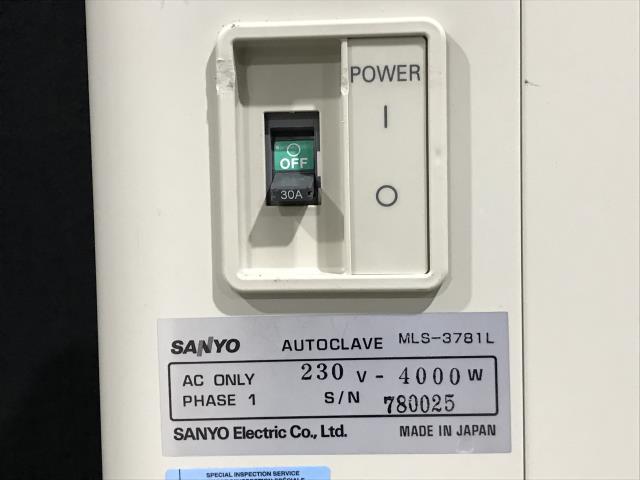 POWER
I
O
OFF
30A
SANYO AUTOCLAVE MLS-3781L
AC ONLY 230 V - 4000 W
PHASE 1 S/N 780025
SANYO Electric Co., Ltd. MADE IN JAPAN
SPECIAL INSPECTION SERVICE